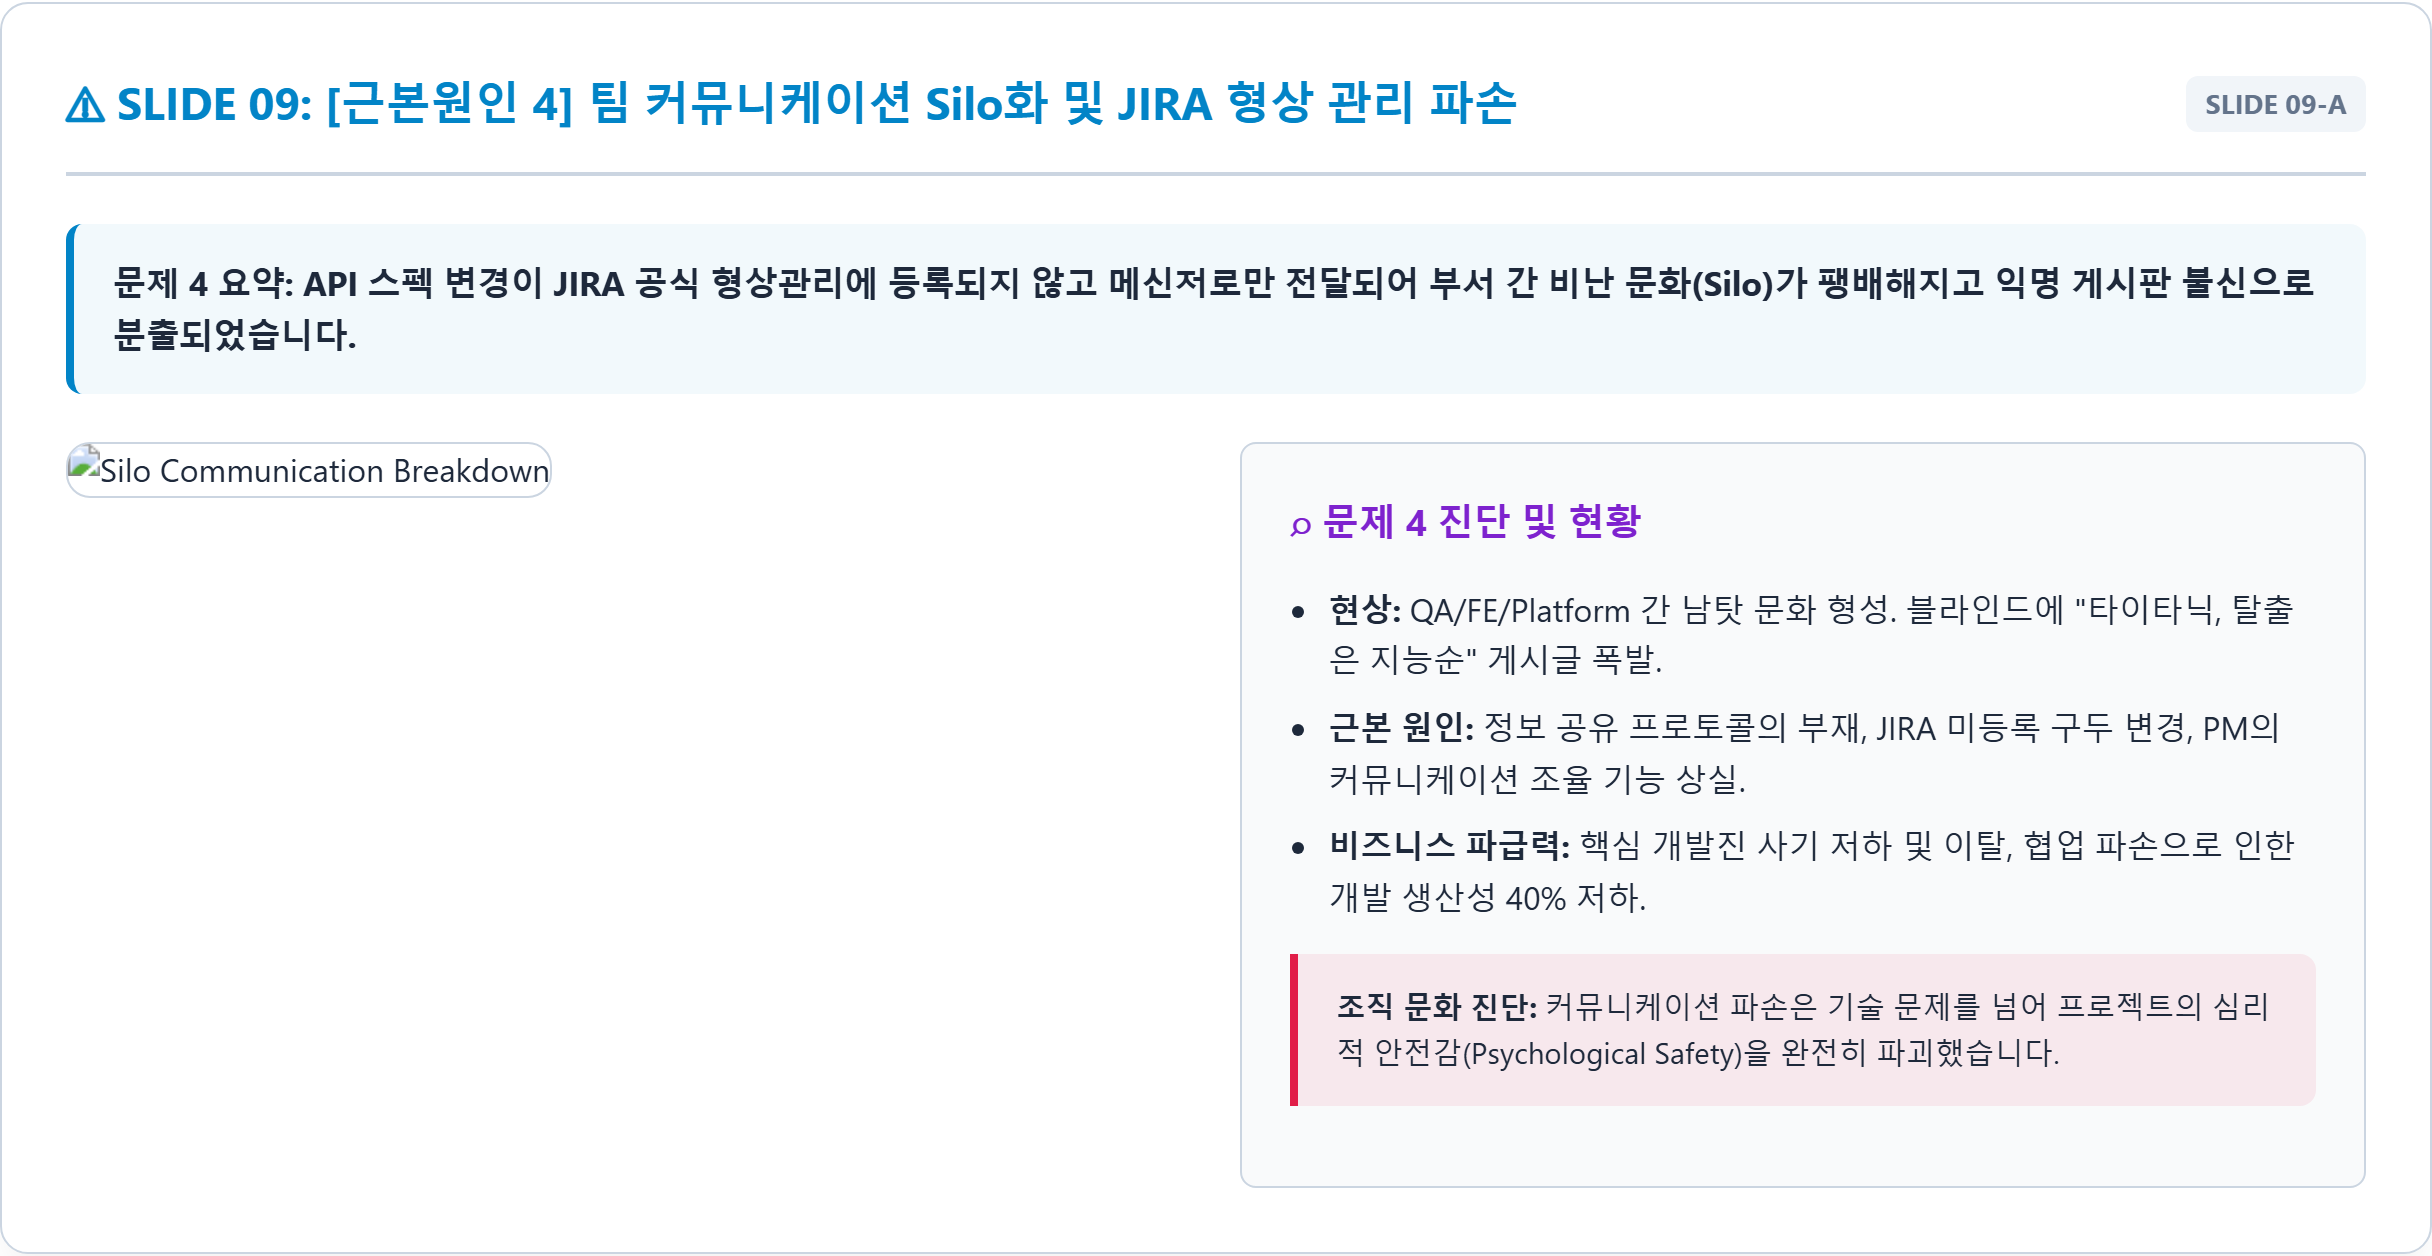 ⚠ SLIDE 09: [근본원인 4] 팀 커뮤니케이션 Silo화 및 JIRA 형상 관리 파손
SLIDE 09-A
문제 4 요약: API 스펙 변경이 JIRA 공식 형상관리에 등록되지 않고 메신저로만 전달되어 부서 간 비난 문화(Silo)가 팽배해지고 익명 게시판 불신으로
분출되었습니다.
Silo Communication Breakdown
⌕ 문제 4 진단 및 현황
• 현상: QA/FE/Platform 간 남탓 문화 형성. 블라인드에 "타이타닉, 탈출
은 지능순" 게시글 폭발.
• 근본 원인: 정보 공유 프로토콜의 부재, JIRA 미등록 구두 변경, PM의
커뮤니케이션 조율 기능 상실.
• 비즈니스 파급력: 핵심 개발진 사기 저하 및 이탈, 협업 파손으로 인한
개발 생산성 40% 저하.
조직 문화 진단: 커뮤니케이션 파손은 기술 문제를 넘어 프로젝트의 심리
적 안전감(Psychological Safety)을 완전히 파괴했습니다.